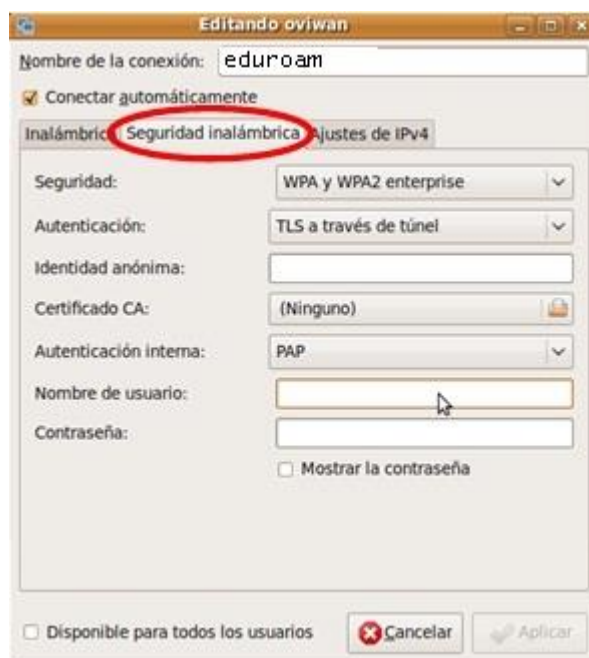 Editando oviwan
Nombre de la conexión: eduroam
Conectar automáticamente
Inalámbric Seguridad inalámbrica Ajustes de IPv4
Seguridad: WPA y WPA2 enterprise
Autenticación: TLS a través de túnel
Identidad anónima:
Certificado CA: (Ninguno)
Autenticación interna: PAP
Nombre de usuario:
Contraseña:
Mostrar la contraseña
Disponible para todos los usuarios Cancelar Aplicar